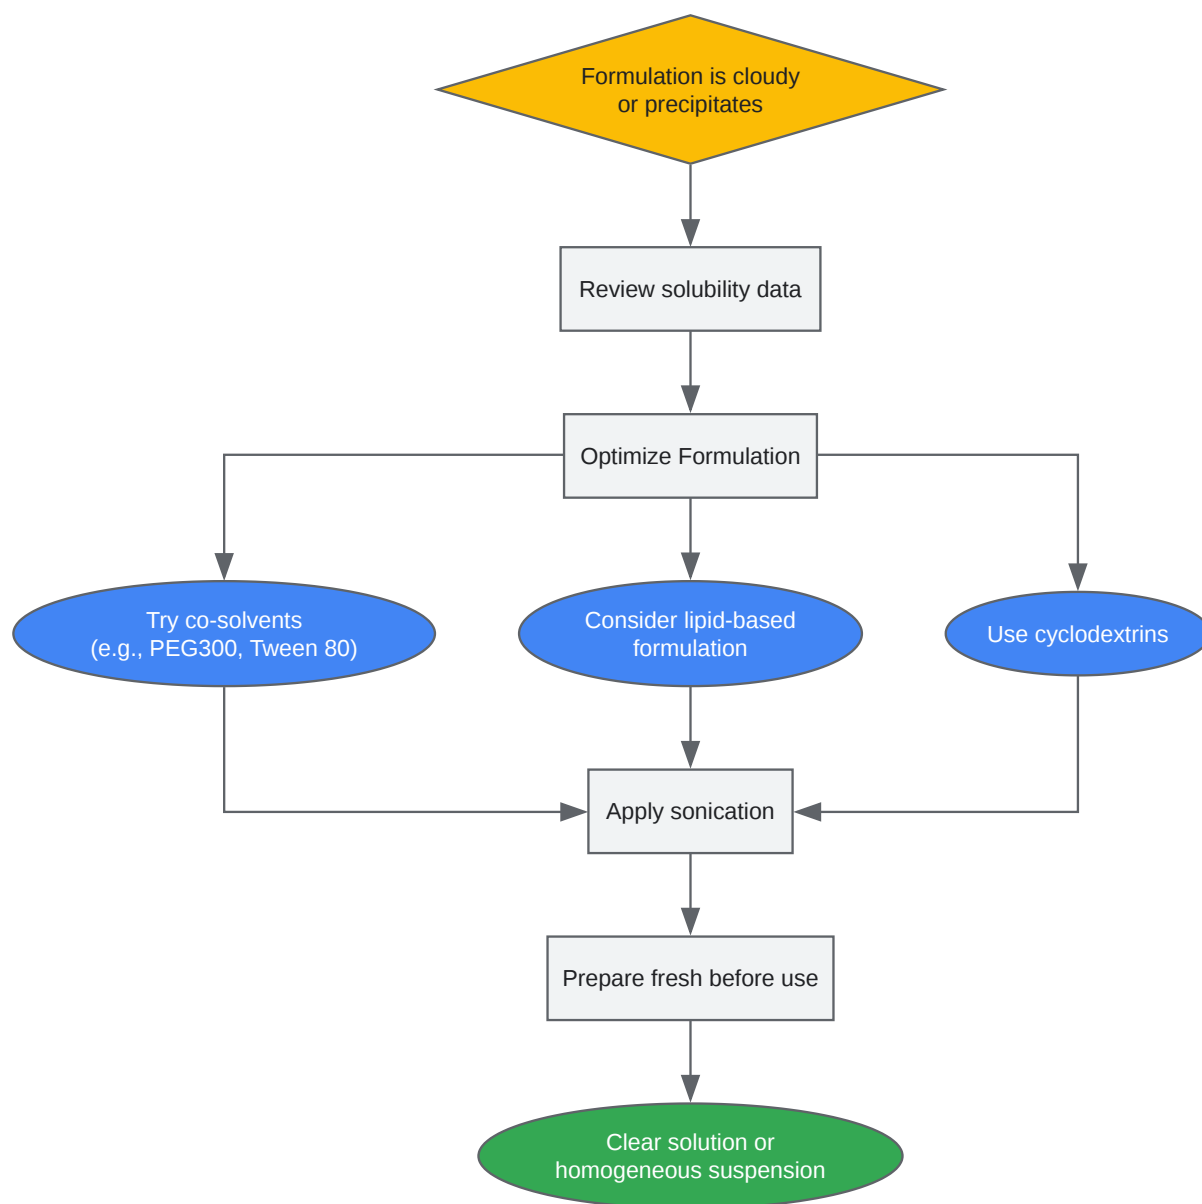 Formulation is cloudy
or precipitates
Review solubility data
Optimize Formulation
Try co-solvents
(e.g., PEG300, Tween 80)
Consider lipid-based
formulation
Use cyclodextrins
Apply sonication
Prepare fresh before use
Clear solution or
homogeneous suspension